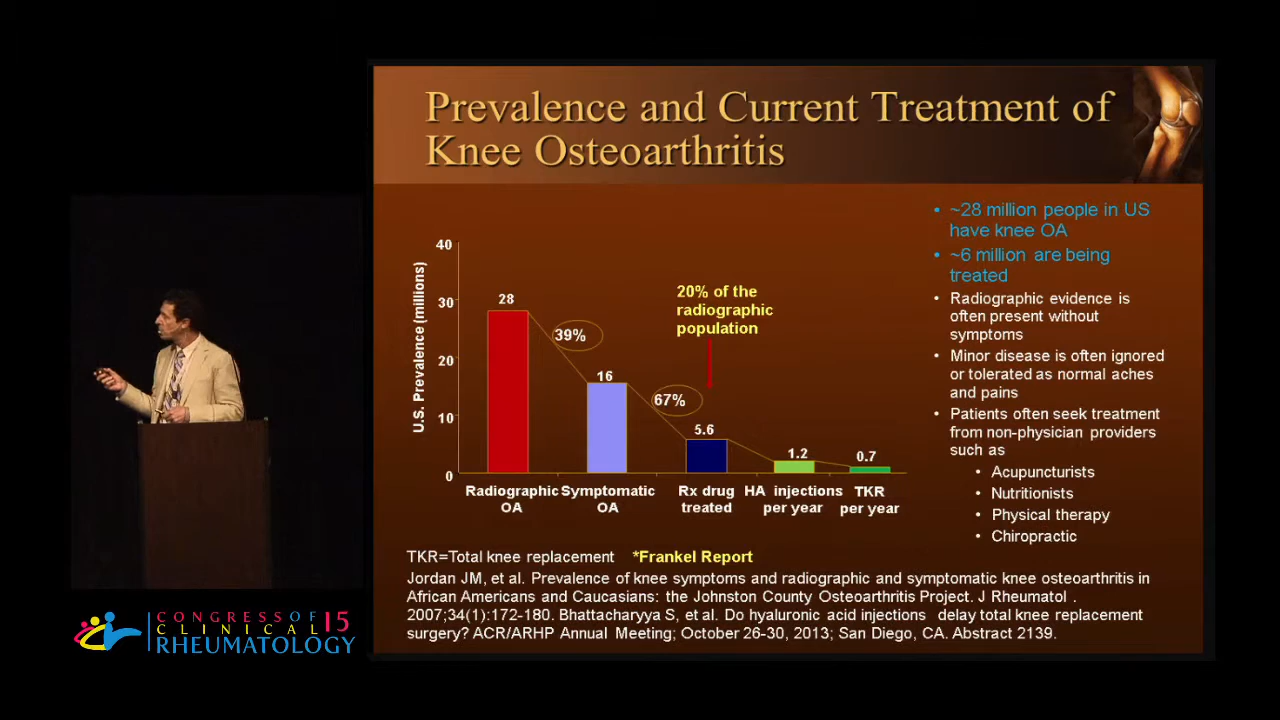 Prevalence and Current Treatment of
Knee Osteoarthritis
U.S. Prevalence (millions)
40
30
20
10
0
28
39%
16
67%
20% of the
radiographic
population
5.6
1.2
0.7
Radiographic
OA
Symptomatic
OA
Rx drug
treated
HA injections
per year
TKR
per year
• ~28 million people in US
have knee OA
• ~6 million are being
treated
• Radiographic evidence is
often present without
symptoms
• Minor disease is often ignored
or tolerated as normal aches
and pains
• Patients often seek treatment
from non-physician providers
such as
• Acupuncturists
• Nutritionists
• Physical therapy
• Chiropractic
TKR=Total knee replacement *Frankel Report
Jordan JM, et al. Prevalence of knee symptoms and radiographic and symptomatic knee osteoarthritis in
African Americans and Caucasians: the Johnston County Osteoarthritis Project. J Rheumatol .
2007;34(1):172-180. Bhattacharyya S, et al. Do hyaluronic acid injections delay total knee replacement
surgery? ACR/ARHP Annual Meeting; October 26-30, 2013; San Diego, CA. Abstract 2139.
CONGRESS OF 15
CLINICAL
RHEUMATOLOGY